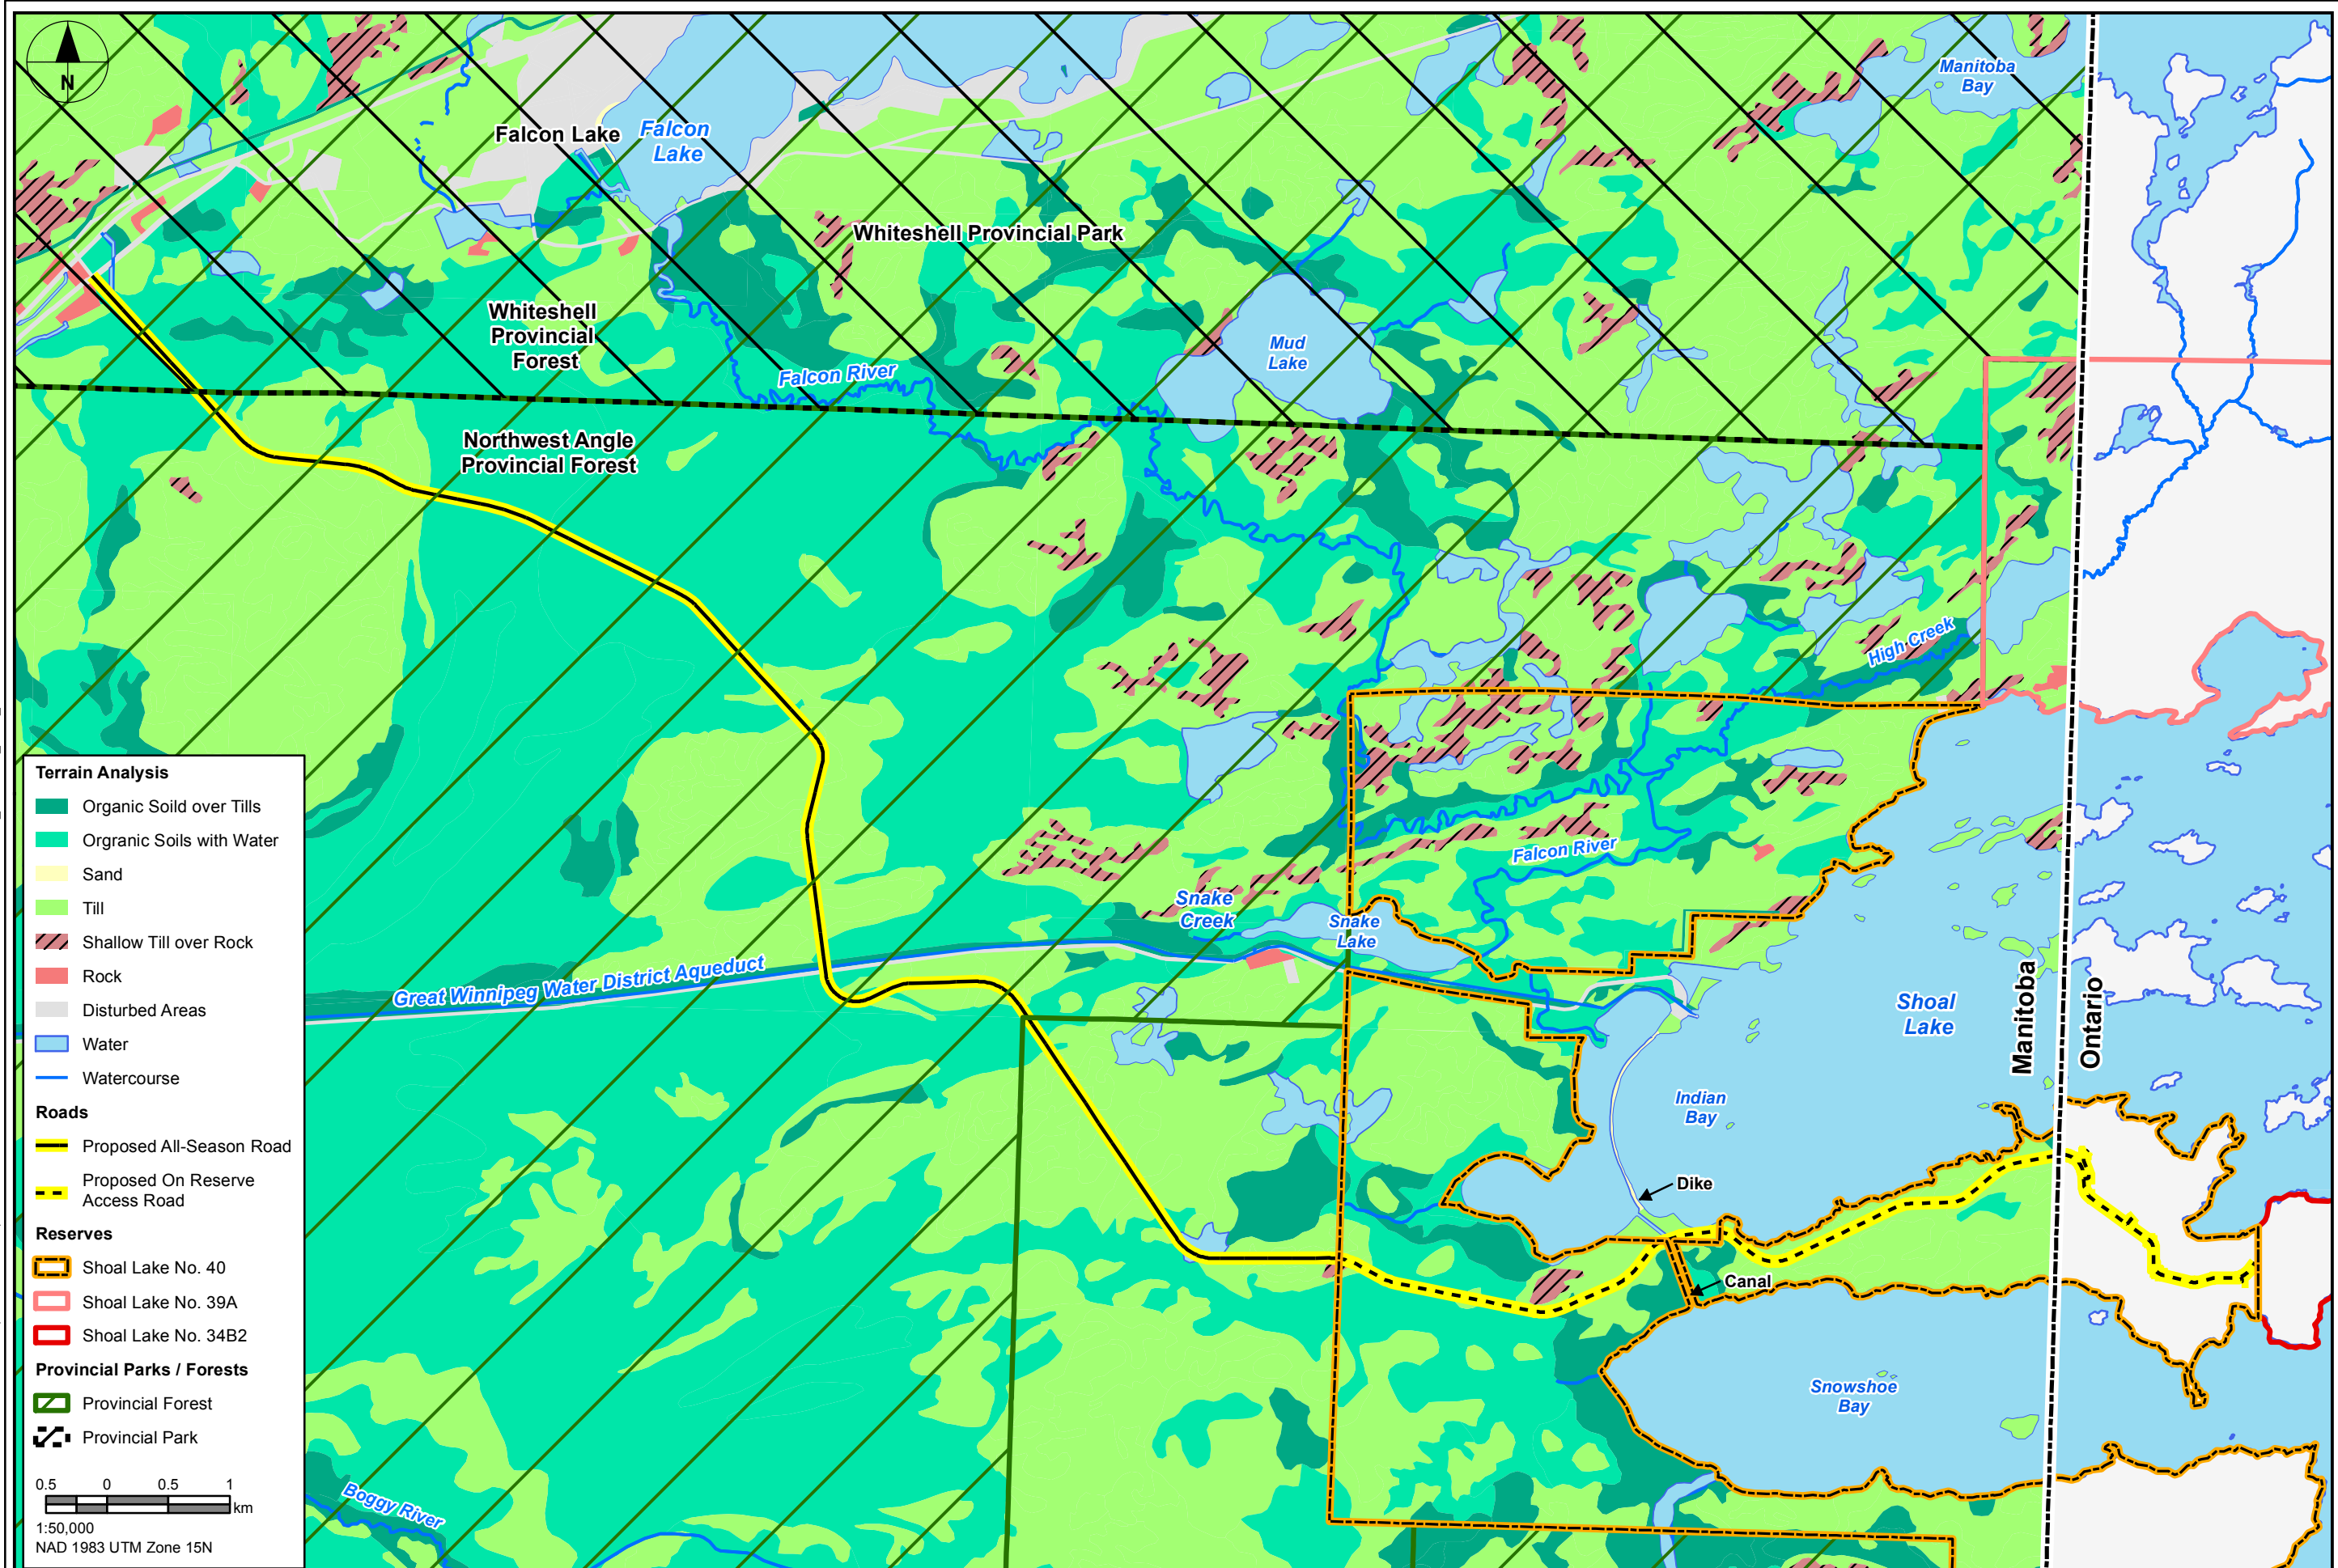 N
Manitoba
Bay
Falcon Lake
Falcon
Lake
Whiteshell Provincial Park
Whiteshell
Provincial
Forest
Mud
Lake
Falcon River
Northwest Angle
Provincial Forest
High Creek
Falcon River
Snake
Creek
Snake
Lake
Great Winnipeg Water District Aqueduct
Shoal
Lake
Manitoba
Ontario
Indian
Bay
Dike
Canal
Snowshoe
Bay
Boggy River
Terrain Analysis
Organic Soild over Tills
Orgranic Soils with Water
Sand
Till
Shallow Till over Rock
Rock
Disturbed Areas
Water
Watercourse
Roads
Proposed All-Season Road
Proposed On Reserve
Access Road
Reserves
Shoal Lake No. 40
Shoal Lake No. 39A
Shoal Lake No. 34B2
Provincial Parks / Forests
Provincial Forest
Provincial Park
0.5 0 0.5 1
km
1:50,000
NAD 1983 UTM Zone 15N